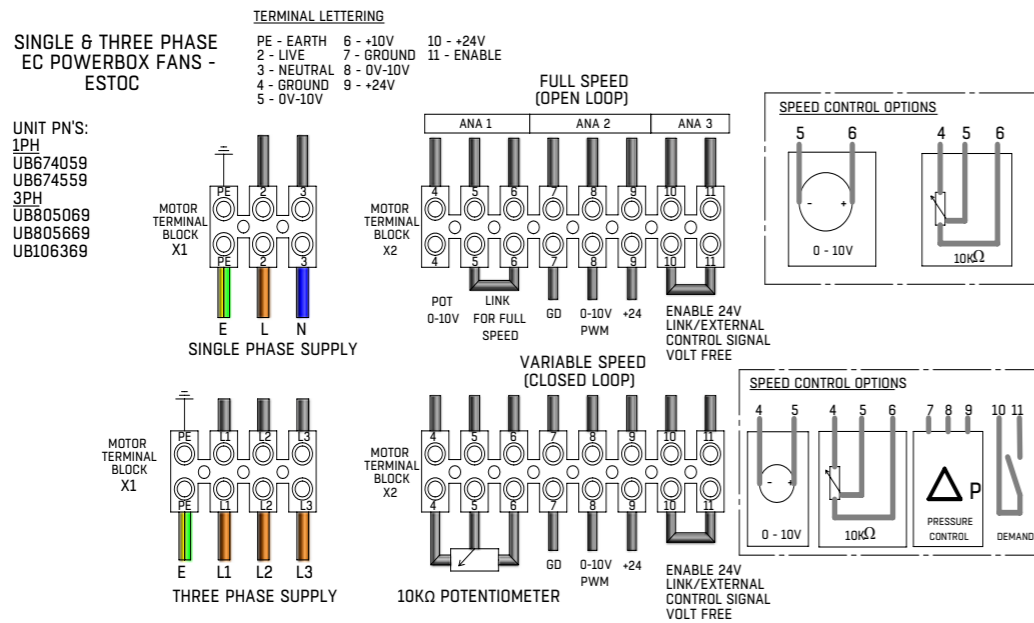 TERMINAL LETTERING
SINGLE & THREE PHASE
EC POWERBOX FANS -
ESTOC
PE - EARTH 6 - +10V 10 - +24V
2 - LIVE 7 - GROUND 11 - ENABLE
3 - NEUTRAL 8 - 0V-10V
4 - GROUND 9 - +24V
5 - 0V-10V
UNIT PN'S:
1PH
UB674059
UB674559
3PH
UB805069
UB805669
UB106369
PE 2 3
MOTOR
TERMINAL
BLOCK
X1
PE 2 3
E L N
SINGLE PHASE SUPPLY
FULL SPEED
(OPEN LOOP)
ANA 1 ANA 2 ANA 3
4 5 6 7 8 9 10 11
MOTOR
TERMINAL
BLOCK
X2
4 5 6 7 8 9 10 11
POT
0-10V
LINK
FOR FULL
SPEED
GD
0-10V
PWM
+24
ENABLE 24V
LINK/EXTERNAL
CONTROL SIGNAL
VOLT FREE
SPEED CONTROL OPTIONS
5 6 4 5 6
- +
0 - 10V
10KΩ
PE L1 L2 L3
MOTOR
TERMINAL
BLOCK
X1
PE L1 L2 L3
E L1 L2 L3
THREE PHASE SUPPLY
VARIABLE SPEED
(CLOSED LOOP)
4 5 6 7 8 9 10 11
MOTOR
TERMINAL
BLOCK
X2
4 5 6 7 8 9 10 11
GD
0-10V
PWM
+24
10KΩ POTENTIOMETER
ENABLE 24V
LINK/EXTERNAL
CONTROL SIGNAL
VOLT FREE
SPEED CONTROL OPTIONS
4 5 4 5 6 7 8 9 10 11
- +
P
0 - 10V
10KΩ
PRESSURE
CONTROL
DEMAND